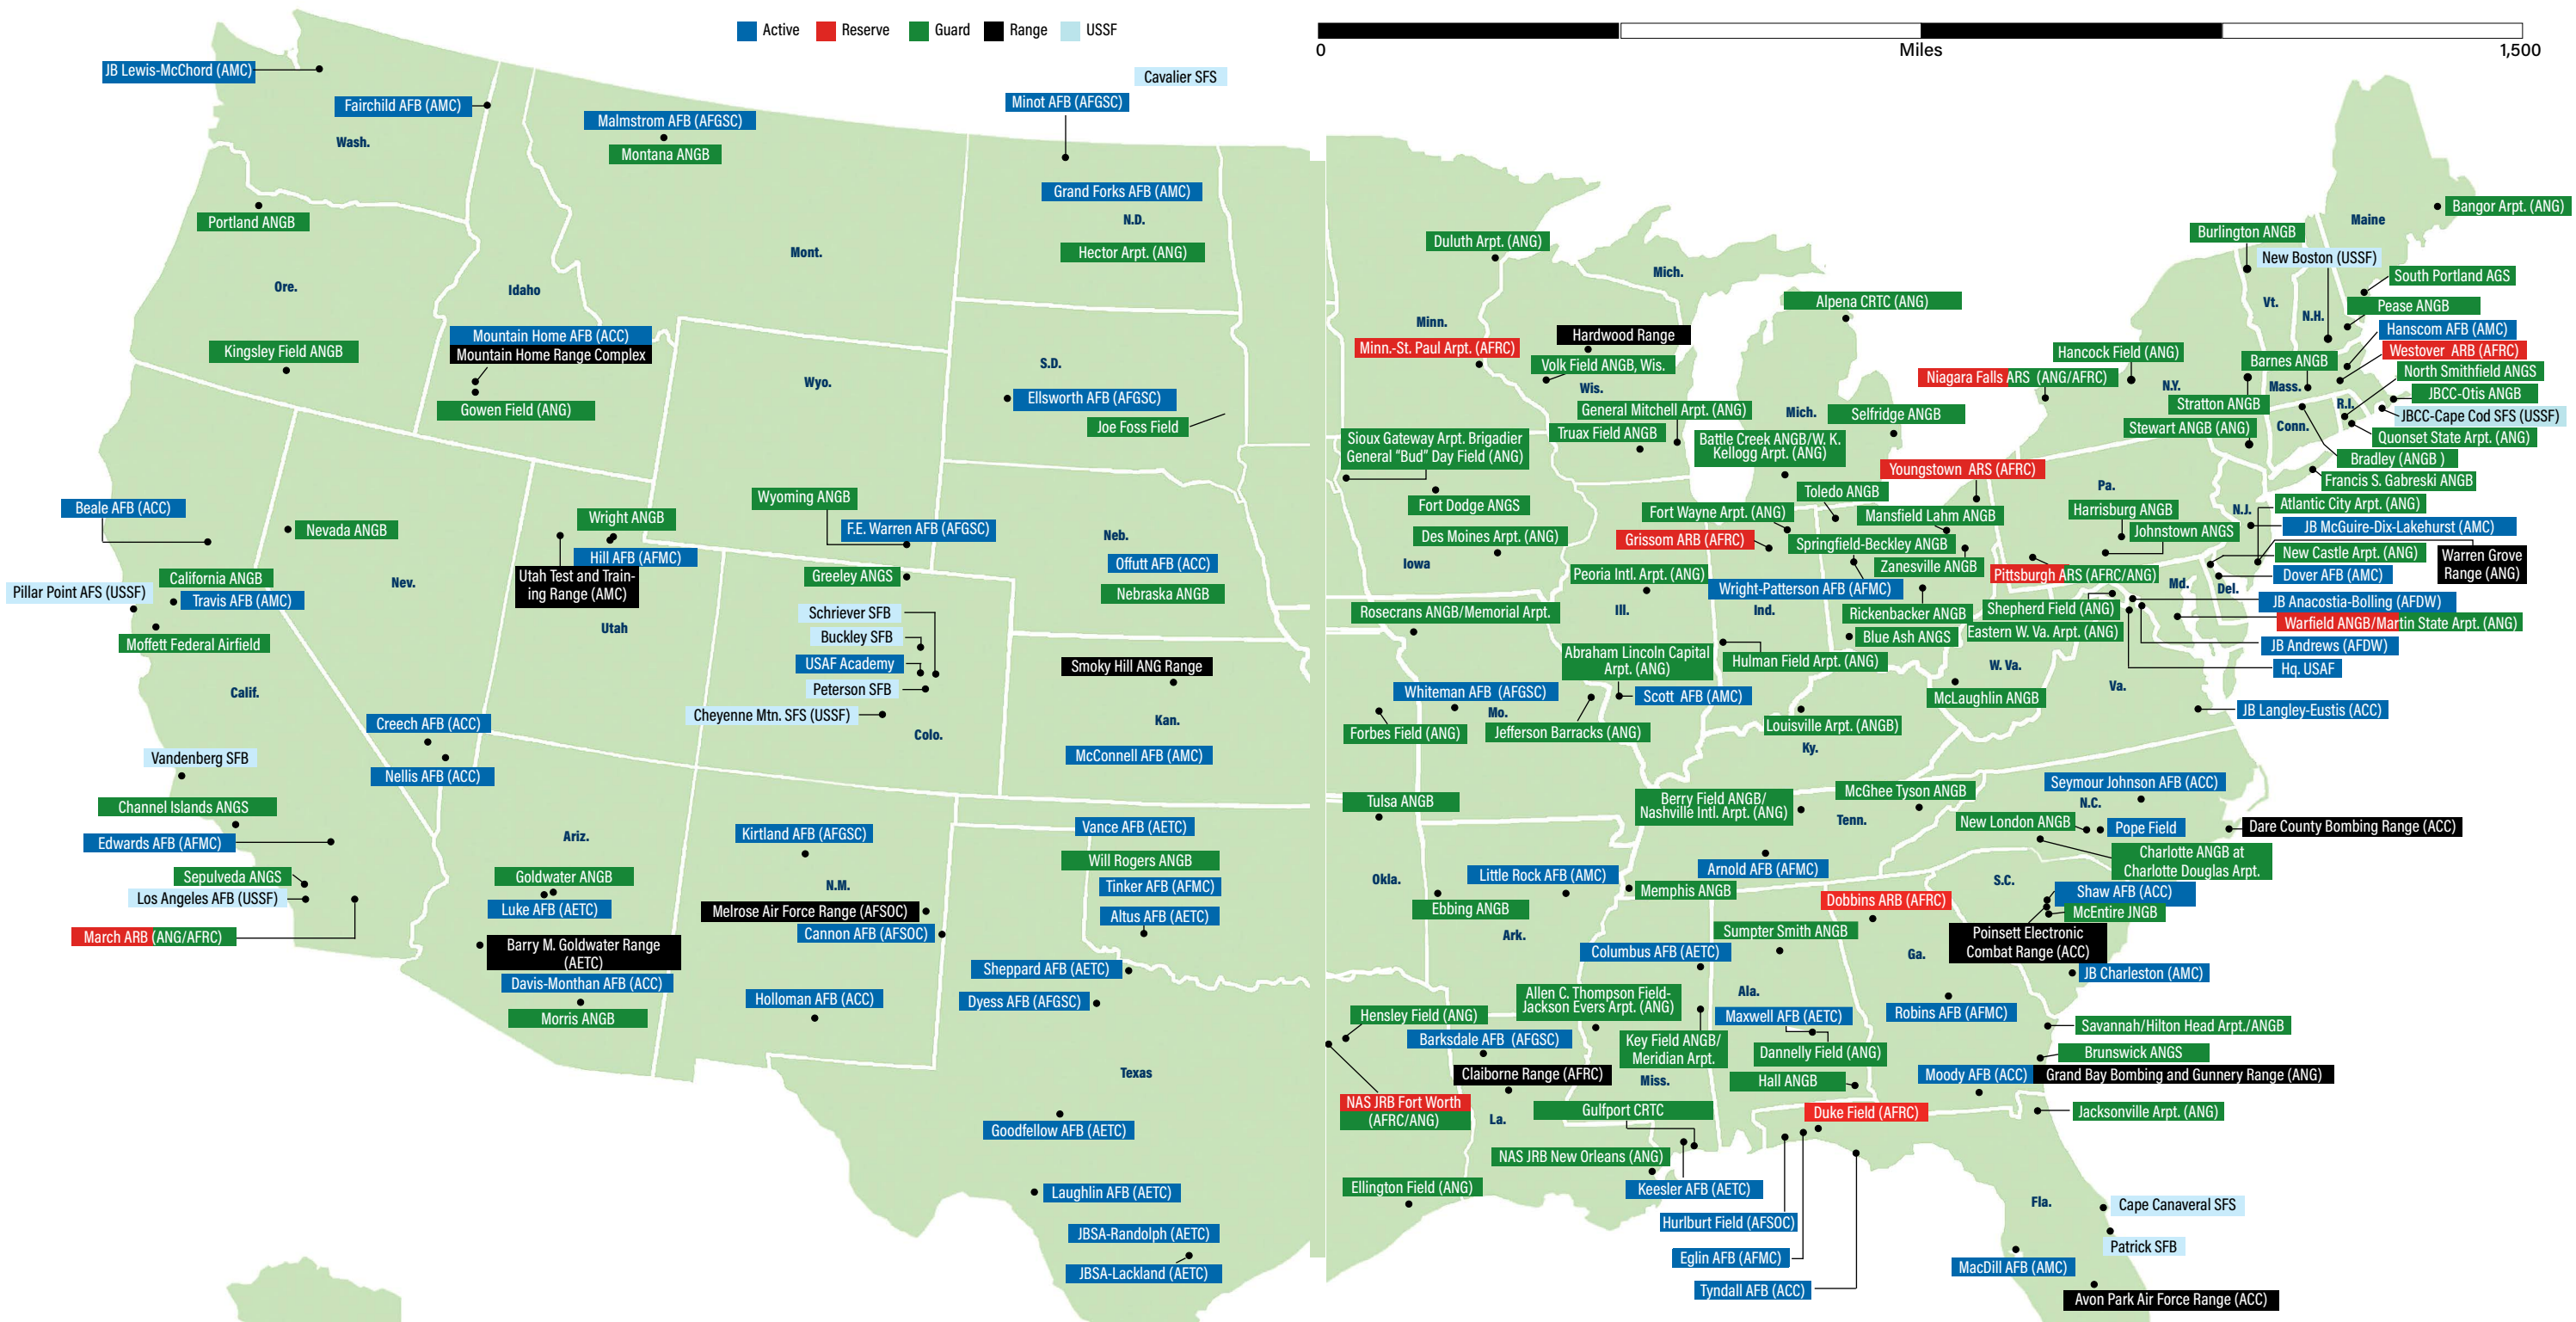 Active
Reserve
Guard
Range
USSF
0
Miles
1,500
JB Lewis-McChord (AMC)
Fairchild AFB (AMC)
Wash.
Malmstrom AFB (AFGSC)
Montana ANGB
Cavalier SFS
Minot AFB (AFGSC)
Grand Forks AFB (AMC)
N.D.
Hector Arpt. (ANG)
Portland ANGB
Ore.
Idaho
Mont.
Mountain Home AFB (ACC)
Mountain Home Range Complex
Kingsley Field ANGB
Gowen Field (ANG)
Wyo.
S.D.
Ellsworth AFB (AFGSC)
Joe Foss Field
Beale AFB (ACC)
Nevada ANGB
Wright ANGB
Hill AFB (AFMC)
Utah Test and Train-
ing Range (AMC)
Wyoming ANGB
F.E. Warren AFB (AFGSC)
Neb.
Offutt AFB (ACC)
Nebraska ANGB
Greeley ANGS
California ANGB
Pillar Point AFS (USSF)
Travis AFB (AMC)
Moffett Federal Airfield
Nev.
Utah
Schriever SFB
Buckley SFB
USAF Academy
Peterson SFB
Cheyenne Mtn. SFS (USSF)
Colo.
Smoky Hill ANG Range
Kan.
McConnell AFB (AMC)
Calif.
Creech AFB (ACC)
Nellis AFB (ACC)
Vandenberg SFB
Channel Islands ANGS
Edwards AFB (AFMC)
Sepulveda ANGS
Los Angeles AFB (USSF)
March ARB (ANG/AFRC)
Ariz.
Goldwater ANGB
Luke AFB (AETC)
Barry M. Goldwater Range
(AETC)
Davis-Monthan AFB (ACC)
Morris ANGB
Kirtland AFB (AFGSC)
N.M.
Melrose Air Force Range (AFSOC)
Cannon AFB (AFSOC)
Holloman AFB (ACC)
Vance AFB (AETC)
Will Rogers ANGB
Tinker AFB (AFMC)
Altus AFB (AETC)
Sheppard AFB (AETC)
Dyess AFB (AFGSC)
Texas
Goodfellow AFB (AETC)
Laughlin AFB (AETC)
JBSA-Randolph (AETC)
JBSA-Lackland (AETC)
Duluth Arpt. (ANG)
Mich.
Alpena CRTC (ANG)
Minn.
Minn.-St. Paul Arpt. (AFRC)
Hardwood Range
Volk Field ANGB, Wis.
Wis.
General Mitchell Arpt. (ANG)
Truax Field ANGB
Mich.
Selfridge ANGB
Battle Creek ANGB/W. K.
Kellogg Arpt. (ANG)
Sioux Gateway Arpt. Brigadier
General "Bud" Day Field (ANG)
Fort Dodge ANGS
Des Moines Arpt. (ANG)
Iowa
Toledo ANGB
Fort Wayne Arpt. (ANG)
Mansfield Lahm ANGB
Grissom ARB (AFRC)
Springfield-Beckley ANGB
Zanesville ANGB
Youngstown ARS (AFRC)
Peoria Intl. Arpt. (ANG)
Wright-Patterson AFB (AFMC)
Ill.
Ind.
Rickenbacker ANGB
Blue Ash ANGS
Rosecrans ANGB/Memorial Arpt.
Abraham Lincoln Capital
Arpt. (ANG)
Hulman Field Arpt. (ANG)
Whiteman AFB (AFGSC)
Scott AFB (AMC)
Mo.
Forbes Field (ANG)
Jefferson Barracks (ANG)
Louisville Arpt. (ANGB)
Ky.
Bangor Arpt. (ANG)
Maine
Burlington ANGB
New Boston (USSF)
South Portland AGS
Vt.
N.H.
Pease ANGB
Hanscom AFB (AMC)
Westover ARB (AFRC)
Hancock Field (ANG)
Barnes ANGB
North Smithfield ANGS
Niagara Falls ARS (ANG/AFRC)
N.Y.
Mass.
JBCC-Otis ANGB
Stratton ANGB
R.I.
JBCC-Cape Cod SFS (USSF)
Stewart ANGB (ANG)
Conn.
Quonset State Arpt. (ANG)
Bradley (ANGB )
Francis S. Gabreski ANGB
Pa.
Harrisburg ANGB
Johnstown ANGS
N.J.
Atlantic City Arpt. (ANG)
JB McGuire-Dix-Lakehurst (AMC)
New Castle Arpt. (ANG)
Warren Grove
Range (ANG)
Pittsburgh ARS (AFRC/ANG)
Md.
Del.
Dover AFB (AMC)
Shepherd Field (ANG)
JB Anacostia-Bolling (AFDW)
Eastern W. Va. Arpt. (ANG)
Warfield ANGB/Martin State Arpt. (ANG)
JB Andrews (AFDW)
Hq. USAF
W. Va.
McLaughlin ANGB
Va.
JB Langley-Eustis (ACC)
Tulsa ANGB
Berry Field ANGB/
Nashville Intl. Arpt. (ANG)
McGhee Tyson ANGB
Tenn.
Seymour Johnson AFB (ACC)
N.C.
New London ANGB
Pope Field
Dare County Bombing Range (ACC)
Charlotte ANGB at
Charlotte Douglas Arpt.
Okla.
Little Rock AFB (AMC)
Arnold AFB (AFMC)
Memphis ANGB
Ebbing ANGB
Ark.
Dobbins ARB (AFRC)
S.C.
Shaw AFB (ACC)
McEntire JNGB
Poinsett Electronic
Combat Range (ACC)
Sumpter Smith ANGB
Columbus AFB (AETC)
Ga.
JB Charleston (AMC)
Ala.
Allen C. Thompson Field-
Jackson Evers Arpt. (ANG)
Hensley Field (ANG)
Maxwell AFB (AETC)
Robins AFB (AFMC)
Savannah/Hilton Head Arpt./ANGB
Barksdale AFB (AFGSC)
Key Field ANGB/
Meridian Arpt.
Dannelly Field (ANG)
Brunswick ANGS
Claiborne Range (AFRC)
Miss.
Hall ANGB
Moody AFB (ACC)
Grand Bay Bombing and Gunnery Range (ANG)
NAS JRB Fort Worth
(AFRC/ANG)
La.
Gulfport CRTC
Duke Field (AFRC)
Jacksonville Arpt. (ANG)
NAS JRB New Orleans (ANG)
Ellington Field (ANG)
Keesler AFB (AETC)
Hurlburt Field (AFSOC)
Eglin AFB (AFMC)
Tyndall AFB (ACC)
Fla.
Cape Canaveral SFS
Patrick SFB
MacDill AFB (AMC)
Avon Park Air Force Range (ACC)